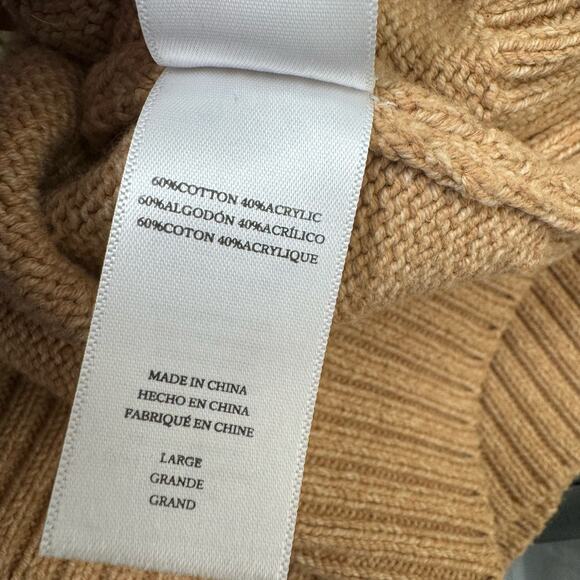 60%COTTON 40%ACRYLIC
60%ALGODÓN 40%ACRÍLICO
60%COTON 40%ACRYLIQUE
MADE IN CHINA
HECHO EN CHINA
FABRIQUÉ EN CHINE
LARGE
GRANDE
GRAND